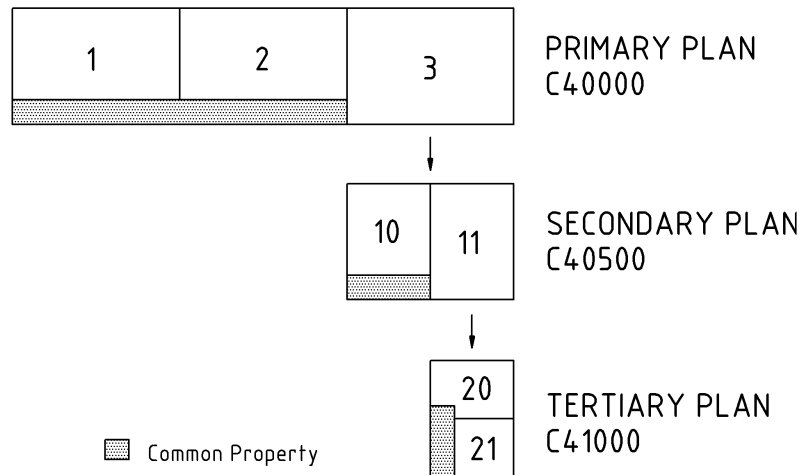 1 2 3
PRIMARY PLAN
C40000
10 11
SECONDARY PLAN
C40500
20
21
TERTIARY PLAN
C41000
Common Property